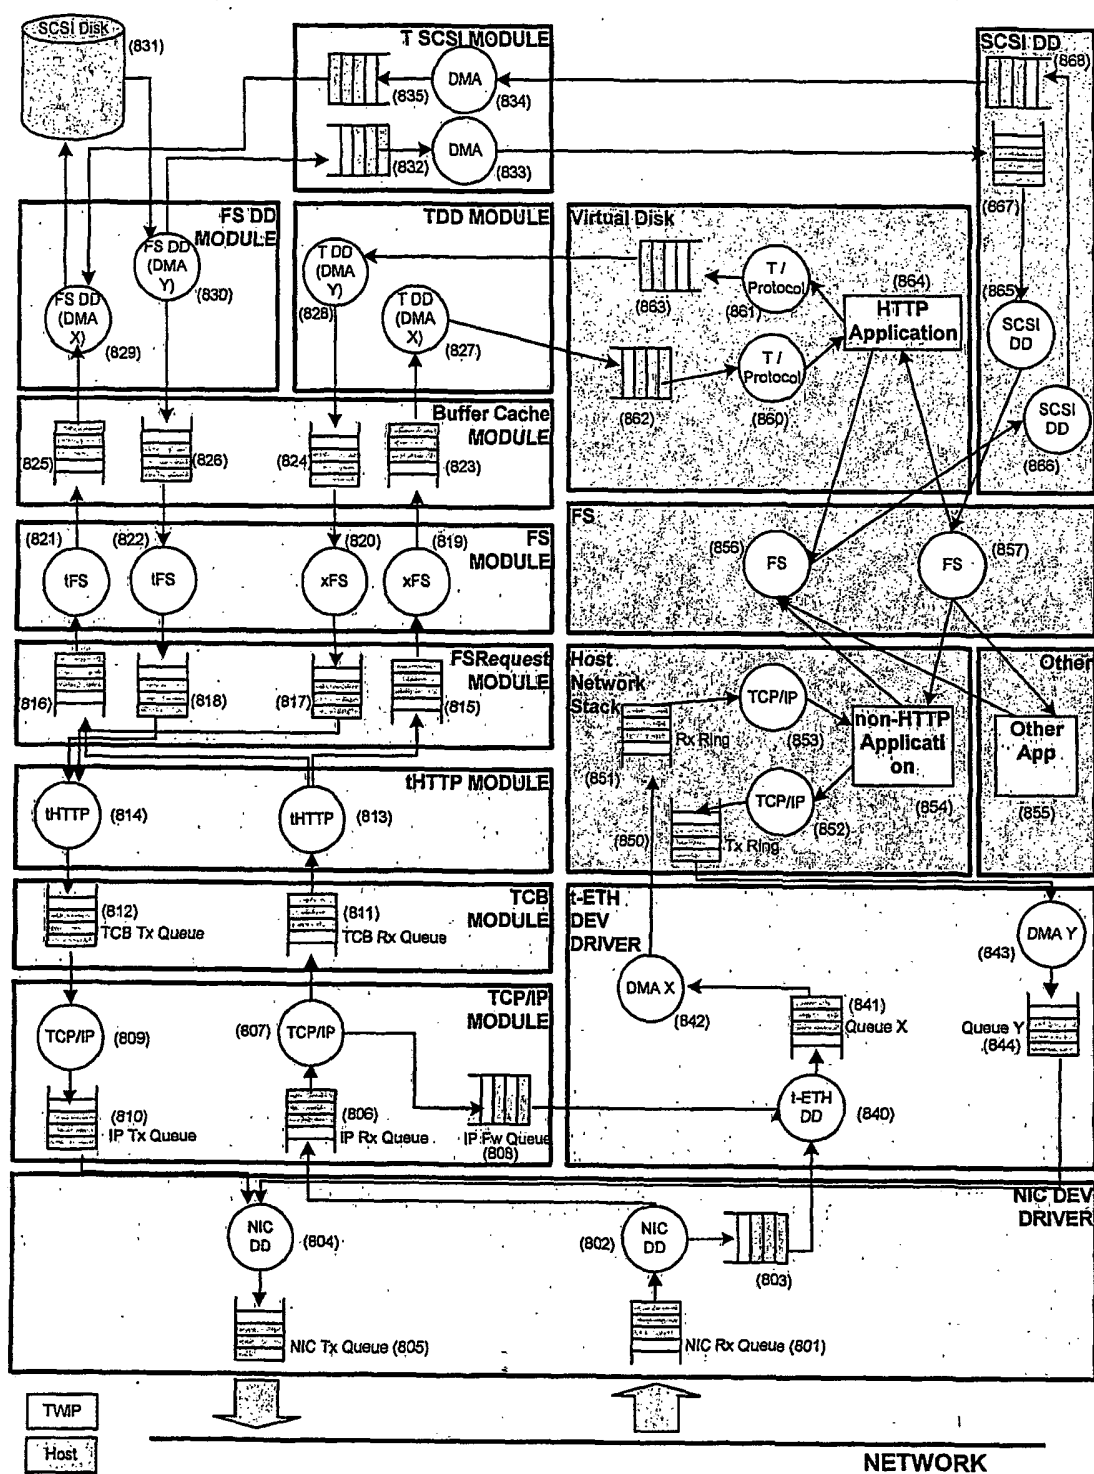 SCSI Disk
(831)
T SCSI MODULE
DMA
(835)
(834)
DMA
(832)
(833)
SCSI DD
(868)
(867)
(865)
SCSI
DD
SCSI
DD
(866)
FS DD
MODULE
FS DD
(DMA
Y)
(830)
FS DD
(DMA
X)
(829)
TDD MODULE
T DD
(DMA
Y)
(828)
T DD
(DMA
X)
(827)
Virtual Disk
(863)
T /
Protocol
(861)
(864)
HTTP
Application
(862)
T /
Protocol
(860)
Buffer Cache
MODULE
(825)
(826)
(824)
(823)
FS
MODULE
(821)
tFS
(822)
tFS
(820)
xFS
(819)
xFS
FS
(856)
FS
FS
(857)
FSRequest
MODULE
(816)
(818)
(817)
(815)
Host
Network
Stack
TCP/IP
(853)
Rx Ring
(851)
non-HTTP
Applicati
on
(854)
TCP/IP
(852)
(850)
Tx Ring
Other
Other
App
(855)
tHTTP MODULE
tHTTP
(814)
tHTTP
(813)
TCB
MODULE
(812)
TCB Tx Queue
(811)
TCB Rx Queue
t-ETH
DEV
DRIVER
DMA X
(842)
(841)
Queue X
DMA Y
(843)
Queue Y
(844)
t-ETH
DD
(840)
TCP/IP
MODULE
TCP/IP
(809)
(807)
TCP/IP
(810)
IP Tx Queue
(806)
IP Rx Queue
IP Fw Queue
(808)
NIC DEV
DRIVER
NIC
DD
(804)
(802)
NIC
DD
(803)
NIC Tx Queue (805)
NIC Rx Queue (801)
TWIP
Host
NETWORK